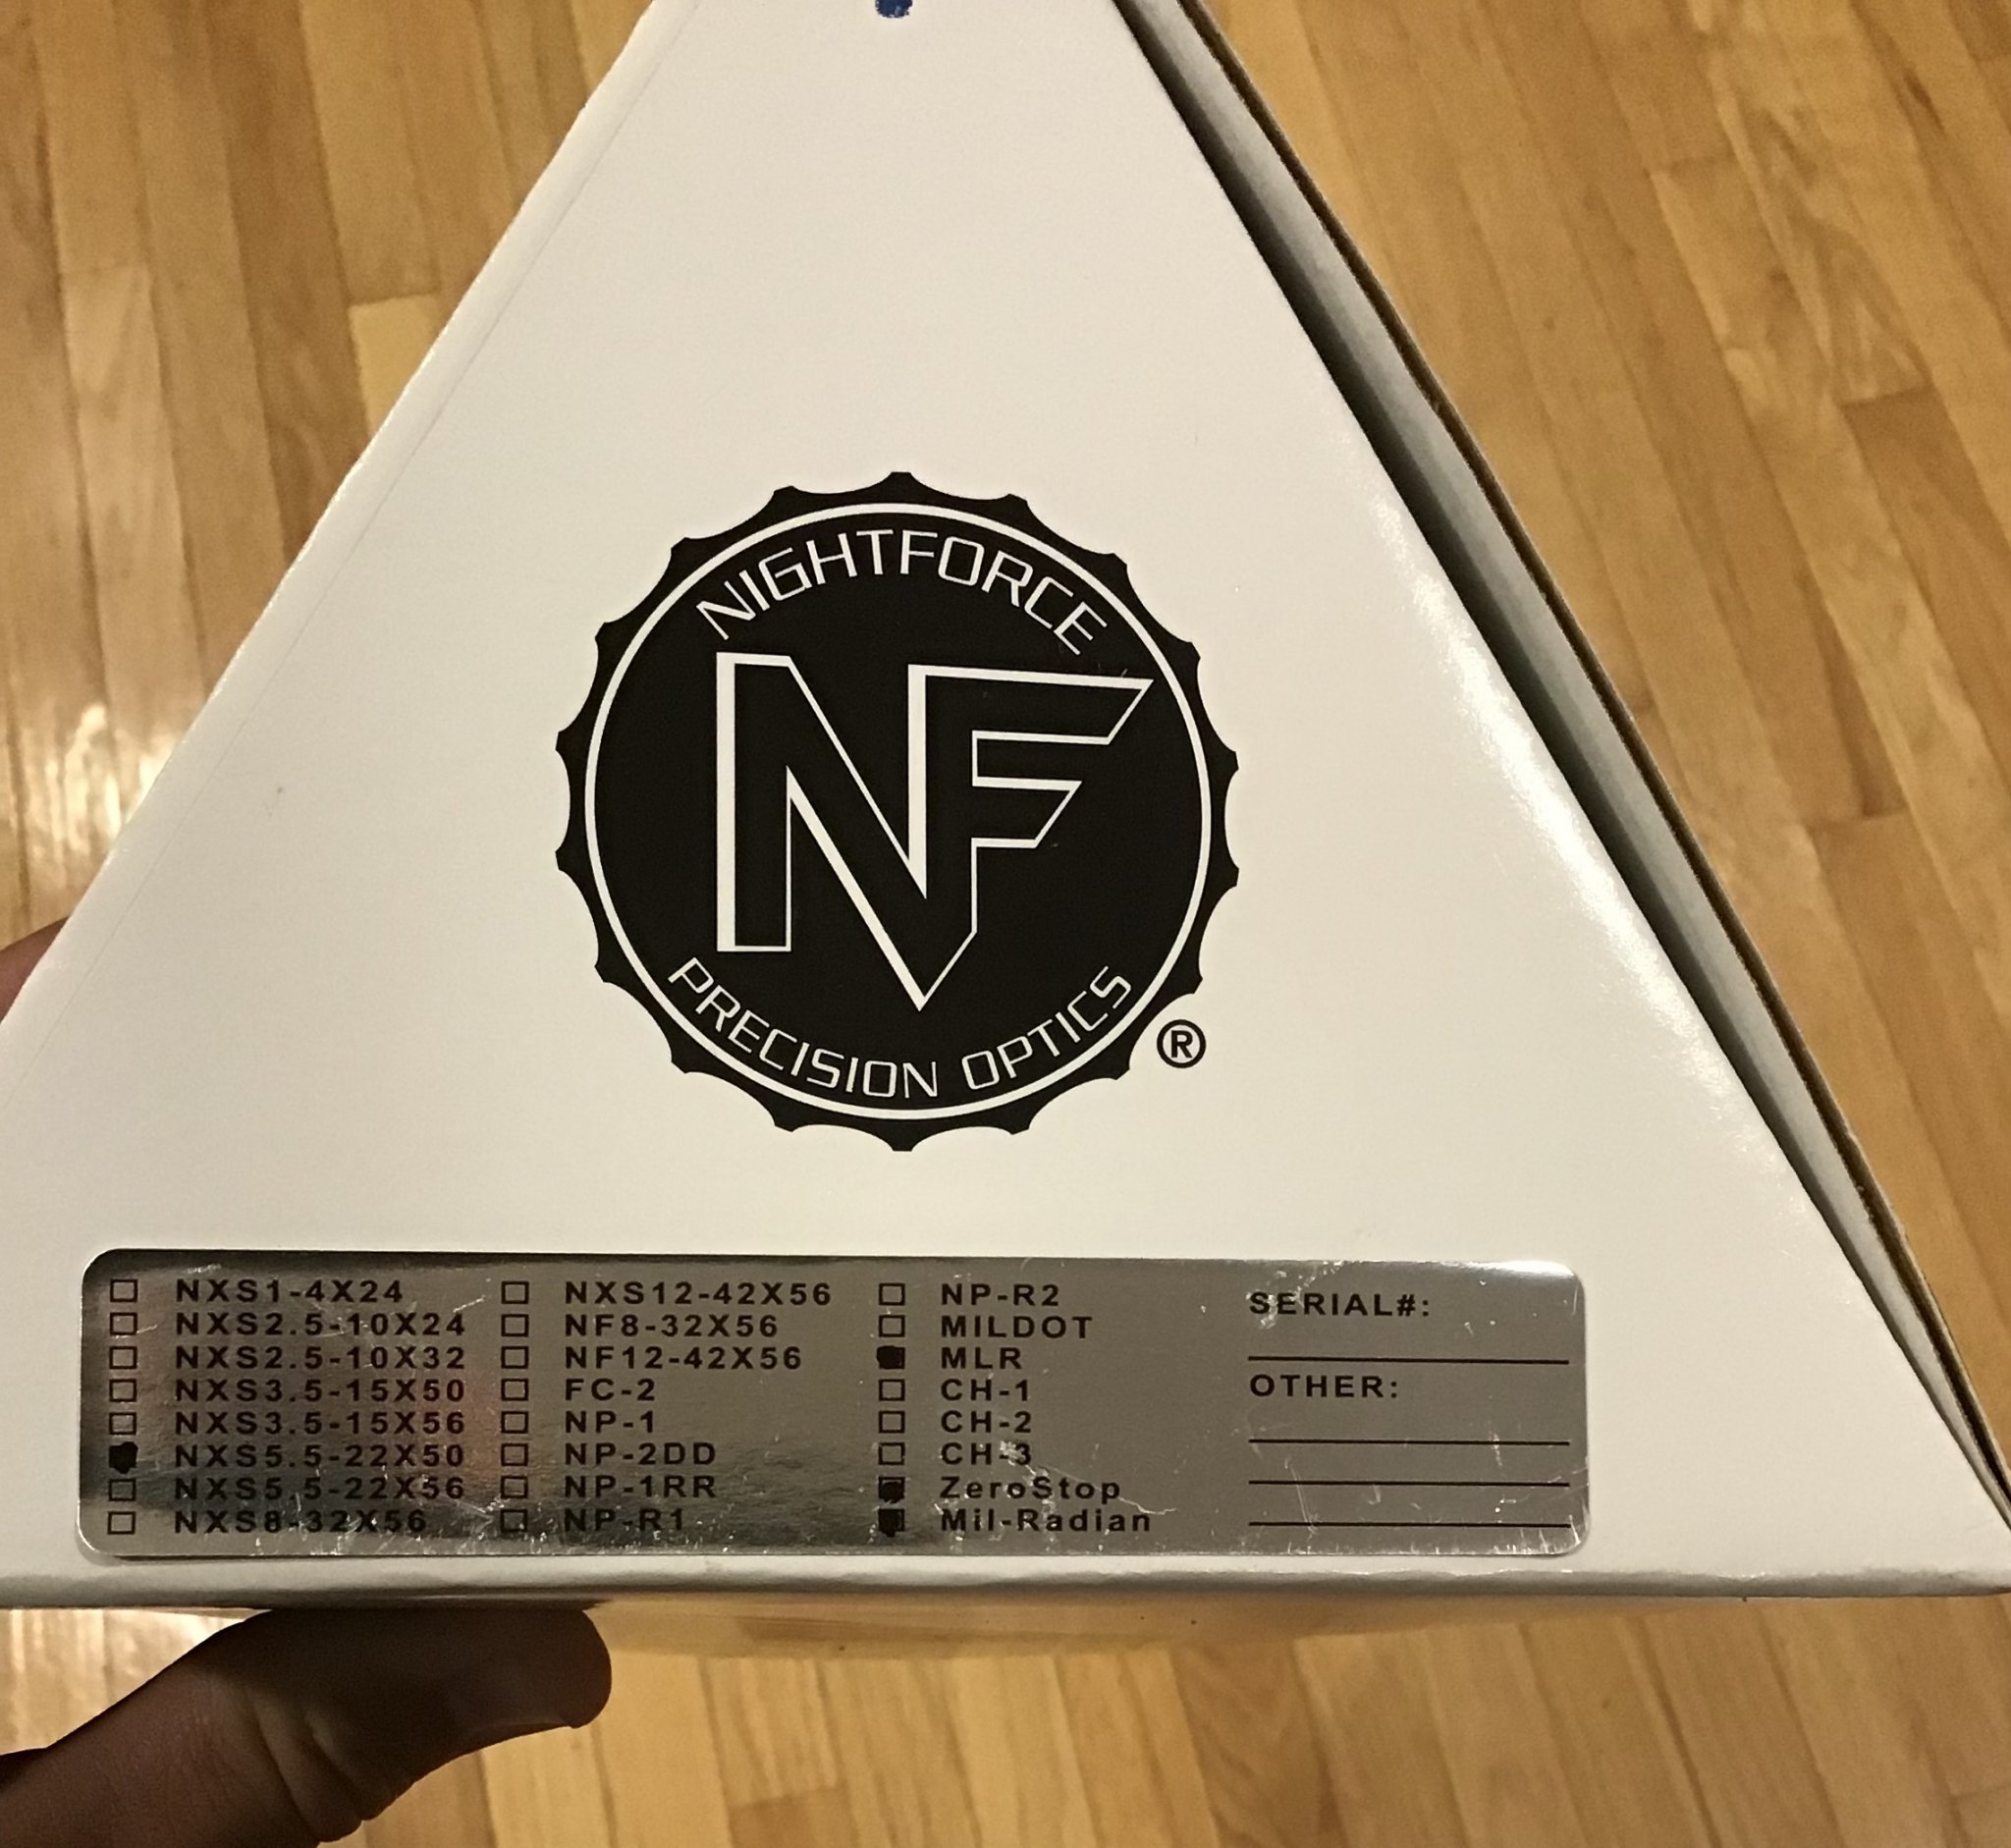 NIGHTFORCE
NF
PRECISION OPTICS
®
NXS1-4X24
NXS2.5-10X24
NXS2.5-10X32
NXS3.5-15X50
NXS3.5-15X56
NXS5.5-22X50
NXS5.5-22X56
NXS8-32X56
NXS12-42X56
NF8-32X56
NF12-42X56
FC-2
NP-1
NP-2DD
NP-1RR
NP-R1
NP-R2
MILDOT
MLR
CH-1
CH-2
CH-3
ZeroStop
Mil-Radian
SERIAL#:
OTHER: